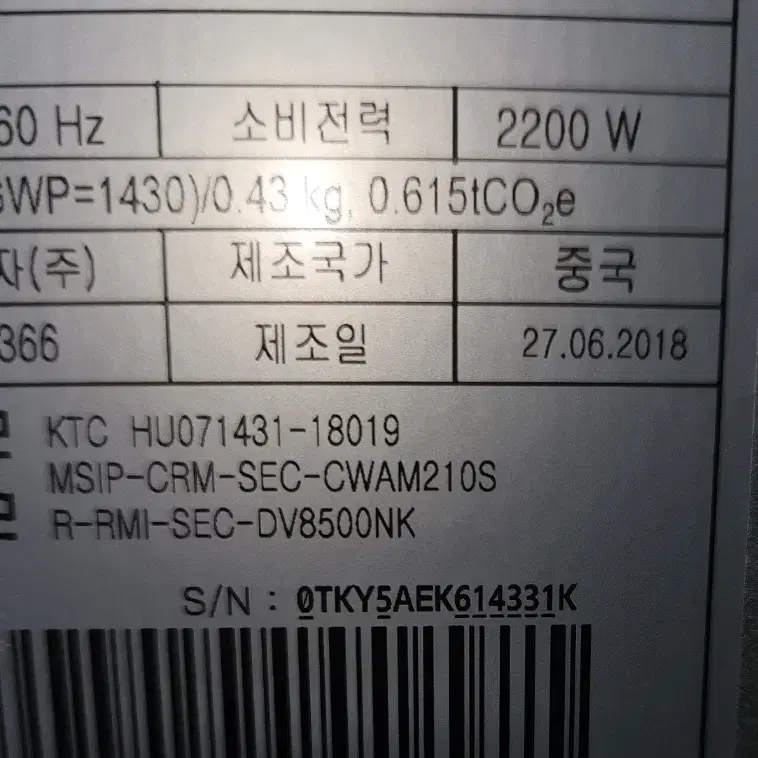 60 Hz 소비전력 2200 W
GWP=1430)/0.43 kg, 0.615tCO₂e
자(주) 제조국가 중국
366 제조일 27.06.2018
KTC HU071431-18019
MSIP-CRM-SEC-CWAM210S
R-RMI-SEC-DV8500NK
S/N : 0TKY5AEK614331K